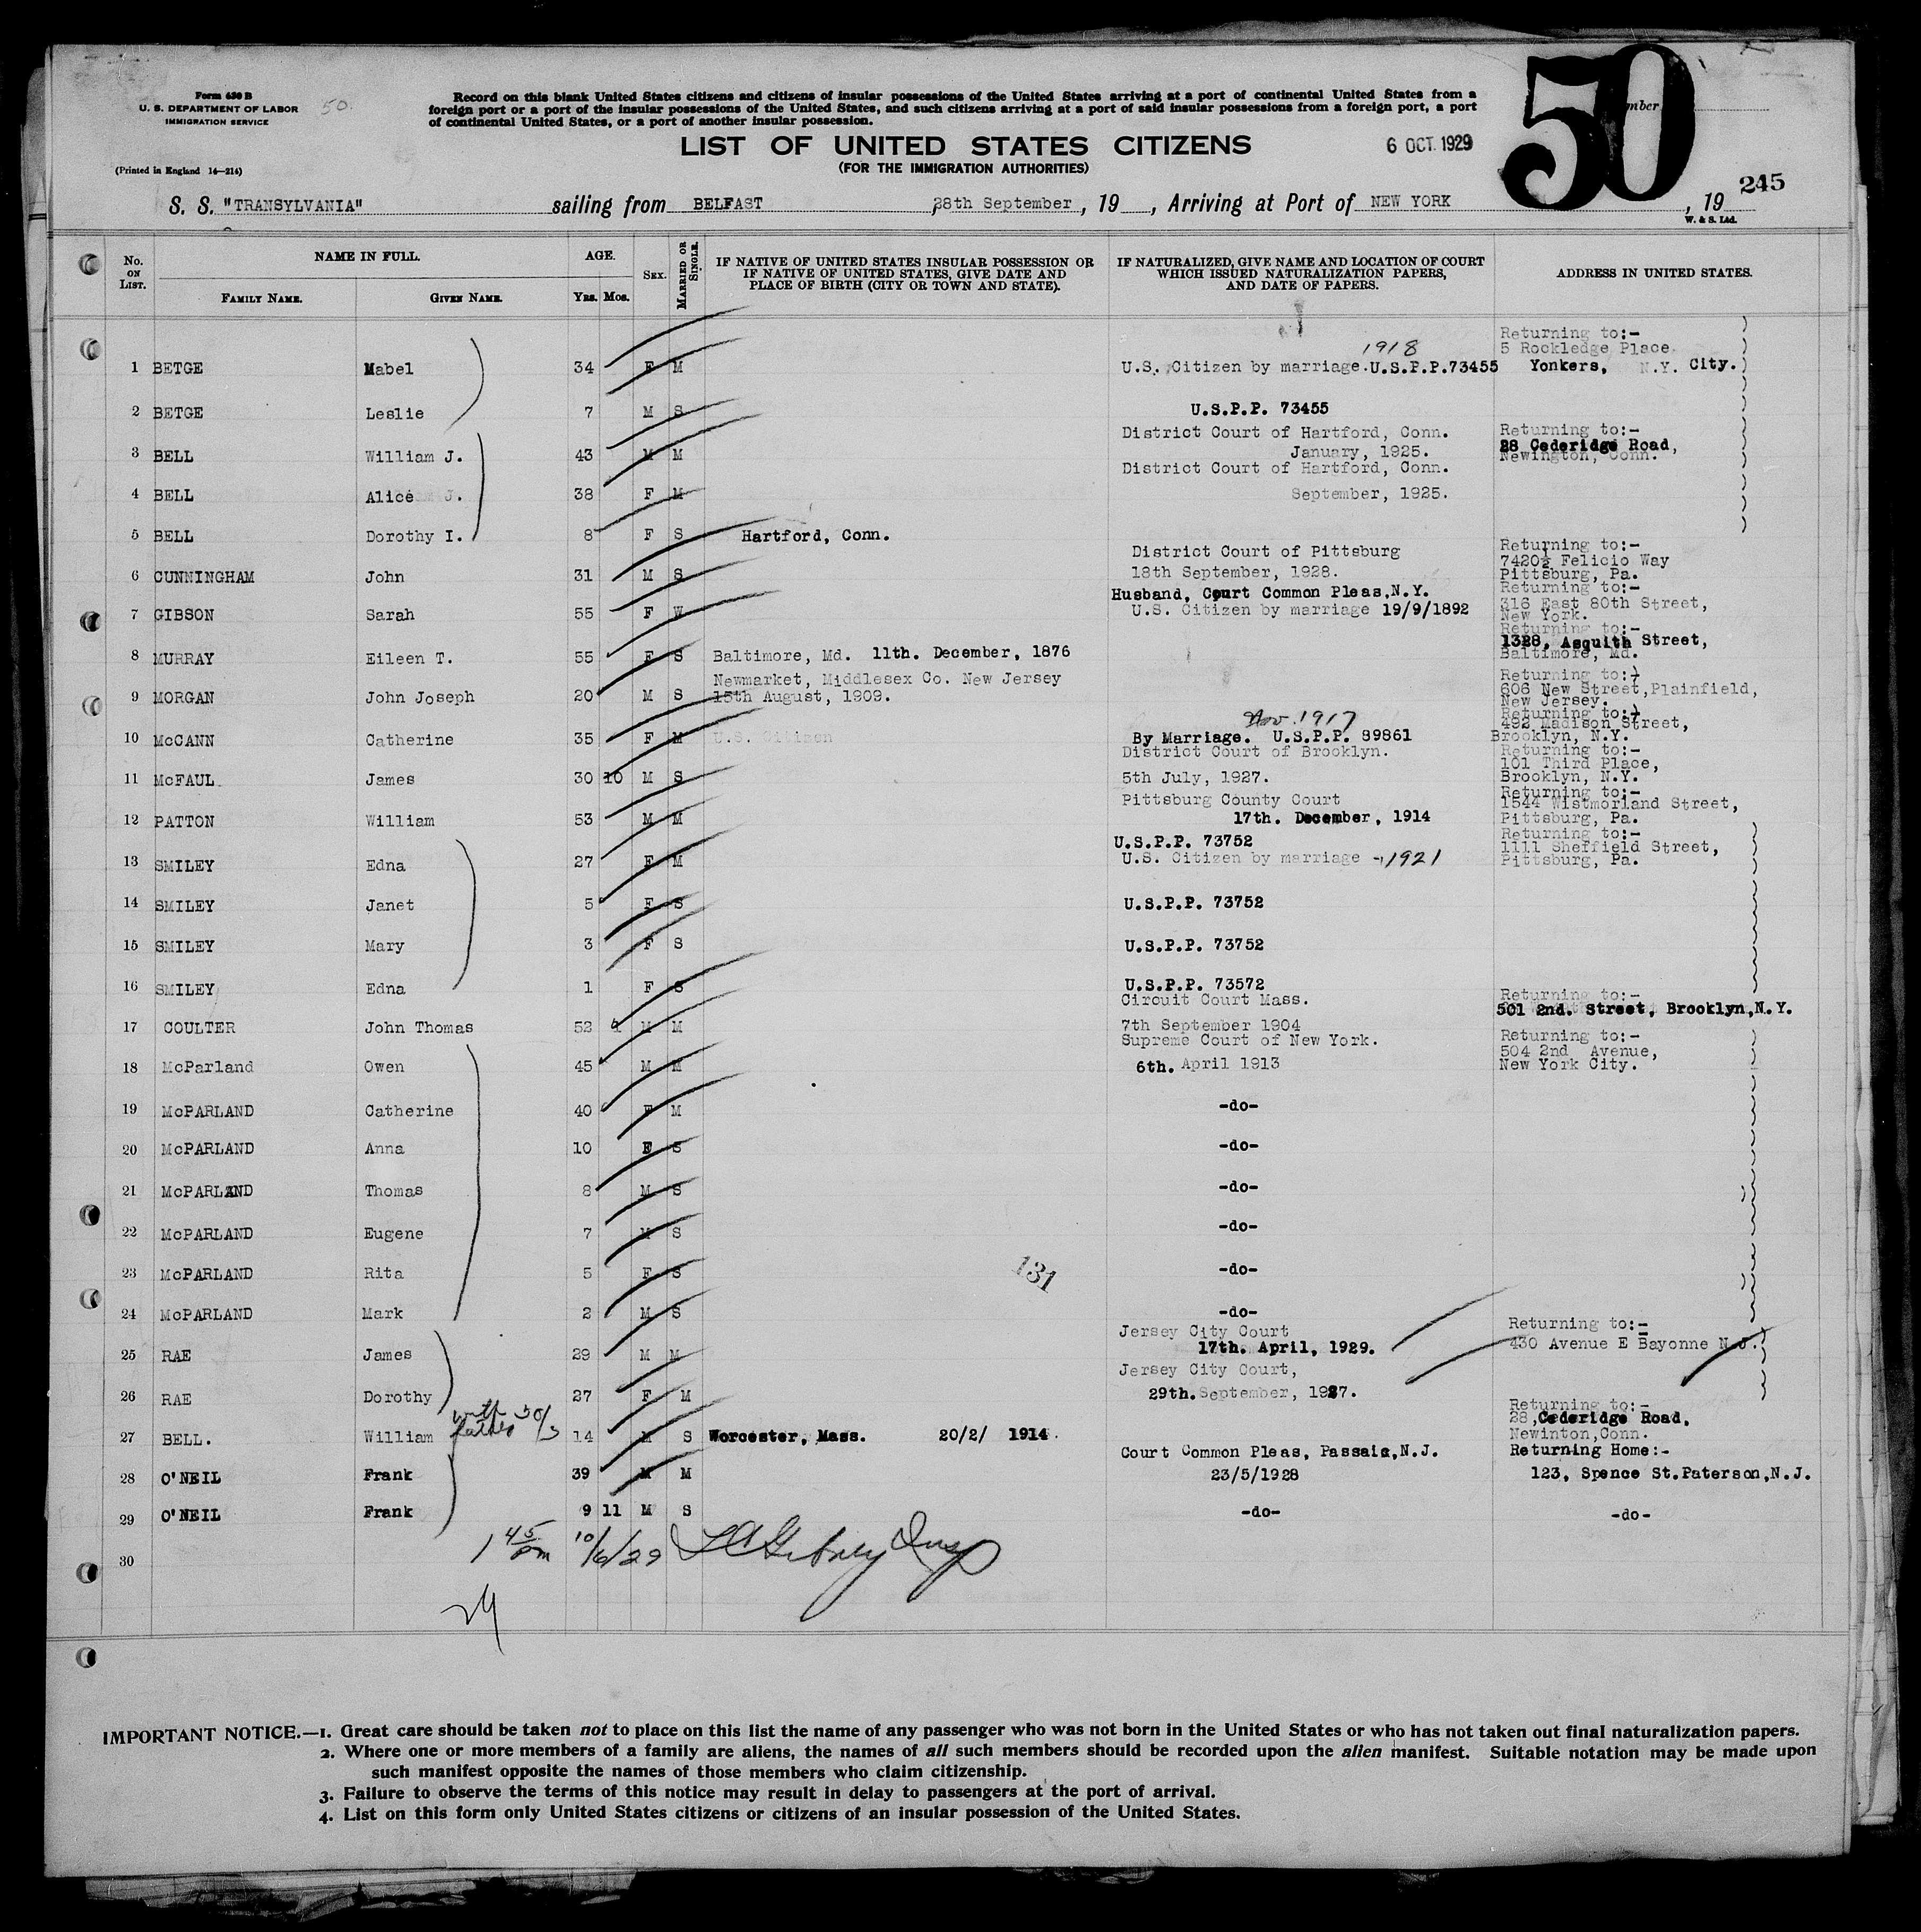 Form 630 B
U. S. DEPARTMENT OF LABOR
IMMIGRATION SERVICE
50.
(Printed in England 14—214)
Record on this blank United States citizens and citizens of insular possessions of the United States arriving at a port of continental United States from a
foreign port or a port of the insular possessions of the United States, and such citizens arriving at a port of said insular possessions from a foreign port, a port
of continental United States, or a port of another insular possession.
LIST OF UNITED STATES CITIZENS
(FOR THE IMMIGRATION AUTHORITIES)
6 OCT. 1929
50
mber
245
S. S. "TRANSYLVANIA" sailing from BELFAST 28th September, 19 , Arriving at Port of NEW YORK , 19
W. & S. Ltd.
No. ON LIST. NAME IN FULL. FAMILY NAME. GIVEN NAME. AGE. YRS. MOS. SEX. MARRIED OR SINGLE.
IF NATIVE OF UNITED STATES INSULAR POSSESSION OR
IF NATIVE OF UNITED STATES, GIVE DATE AND
PLACE OF BIRTH (CITY OR TOWN AND STATE).
IF NATURALIZED, GIVE NAME AND LOCATION OF COURT
WHICH ISSUED NATURALIZATION PAPERS,
AND DATE OF PAPERS.
ADDRESS IN UNITED STATES.
Returning to:-
1918 5 Rockledge Place
1 BETGE Mabel 34 F M U.S. Citizen by marriage.U.S.P.P.73455 Yonkers, N.Y. City.
2 BETGE Leslie 7 M S U.S.P.P. 73455
District Court of Hartford, Conn. Returning to:-
28 Cederidge Road,
3 BELL William J. 43 M M January, 1925. Newington, Conn.
District Court of Hartford, Conn.
4 BELL Alice J. 38 F M September, 1925.
5 BELL Dorothy I. 8 F S Hartford, Conn.
Returning to:-
District Court of Pittsburg 7420½ Felicio Way
6 CUNNINGHAM John 31 M S 18th September, 1928. Pittsburg, Pa.
Returning to:-
Husband, Court Common Pleas,N.Y. 316 East 80th Street,
7 GIBSON Sarah 55 F W U.S. Citizen by marriage 19/9/1892 New York.
Returning to:-
1328, Asquith Street,
8 MURRAY Eileen T. 55 F S Baltimore, Md. 11th. December, 1876 Baltimore, Md.
Newmarket, Middlesex Co. New Jersey Returning to:-
9 MORGAN John Joseph 20 M S 15th August, 1909. 606 New Street,Plainfield,
New Jersey.
Returning to:-
Nov. 1917 492 Madison Street,
10 McCANN Catherine 35 F M U.S. Citizen By Marriage. U.S.P.P. 89861 Brooklyn, N.Y.
District Court of Brooklyn. Returning to:-
101 Third Place,
11 McFAUL James 30 10 M S 5th July, 1927. Brooklyn, N.Y.
Pittsburg County Court Returning to:-
1544 Wistmorland Street,
12 PATTON William 53 M M 17th. December, 1914 Pittsburg, Pa.
U.S.P.P. 73752 Returning to:-
1111 Sheffield Street,
13 SMILEY Edna 27 F M U.S. Citizen by marriage -1921 Pittsburg, Pa.
14 SMILEY Janet 5 F S U.S.P.P. 73752
15 SMILEY Mary 3 F S U.S.P.P. 73752
16 SMILEY Edna 1 F S U.S.P.P. 73572
Circuit Court Mass. Returning to:-
501 2nd. Street, Brooklyn,N.Y.
17 COULTER John Thomas 52 M M 7th September 1904
Supreme Court of New York. Returning to:-
504 2nd Avenue,
18 McParland Owen 45 M M 6th. April 1913 New York City.
19 McPARLAND Catherine 40 F M -do-
20 McPARLAND Anna 10 F S -do-
21 McPARLAND Thomas 8 M S -do-
22 McPARLAND Eugene 7 M S -do-
131
23 McPARLAND Rita 5 F S -do-
24 McPARLAND Mark 2 M S -do-
Jersey City Court Returning to:-
25 RAE James 29 M M 17th. April, 1929. 430 Avenue E Bayonne N.J.
Jersey City Court,
26 RAE Dorothy 27 F M 29th.September, 1927.
Returning to:-
with father 50/3 28,Cederidge Road,
27 BELL. William 14 M S Worcester, Mass. 20/2/ 1914. Newinton,Conn.
Court Common Pleas, Passaic,N.J. Returning Home:-
28 O'NEIL Frank 39 M M 23/5/1928 123, Spence St.Paterson,N.J.
29 O'NEIL Frank 9 11 M S -do- -do-
1 45 pm 10/6/29 Insp
30
29
IMPORTANT NOTICE.—1. Great care should be taken not to place on this list the name of any passenger who was not born in the United States or who has not taken out final naturalization papers.
2. Where one or more members of a family are aliens, the names of all such members should be recorded upon the alien manifest. Suitable notation may be made upon
such manifest opposite the names of those members who claim citizenship.
3. Failure to observe the terms of this notice may result in delay to passengers at the port of arrival.
4. List on this form only United States citizens or citizens of an insular possession of the United States.